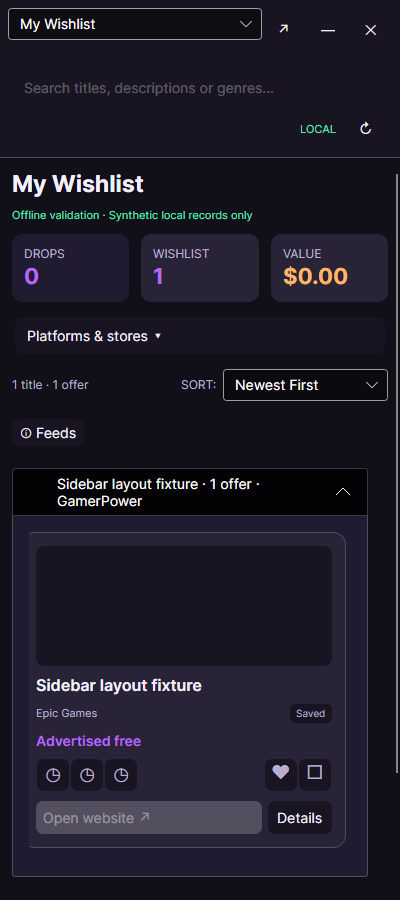 My Wishlist
Search titles, descriptions or genres...
LOCAL
My Wishlist
Offline validation · Synthetic local records only
DROPS
0
WISHLIST
1
VALUE
$0.00
Platforms & stores
1 title · 1 offer
SORT:
Newest First
Feeds
Sidebar layout fixture · 1 offer ·
GamerPower
Sidebar layout fixture
Epic Games
Saved
Advertised free
Open website ↗
Details